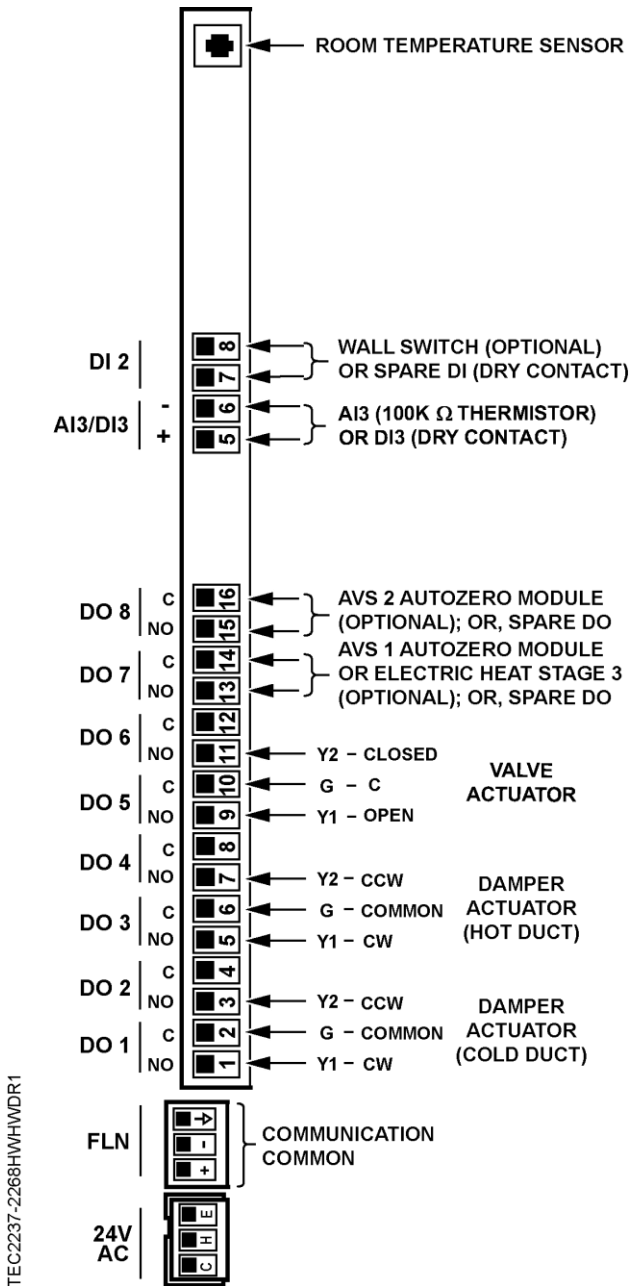 ROOM TEMPERATURE SENSOR
DI 2
8
7
WALL SWITCH (OPTIONAL)
OR SPARE DI (DRY CONTACT)
AI3/DI3
-
+
6
5
AI3 (100K Ω THERMISTOR)
OR DI3 (DRY CONTACT)
DO 8
C
NO
16
15
AVS 2 AUTOZERO MODULE
(OPTIONAL); OR, SPARE DO
DO 7
C
NO
14
13
AVS 1 AUTOZERO MODULE
OR ELECTRIC HEAT STAGE 3
(OPTIONAL); OR, SPARE DO
DO 6
C
NO
12
11
Y2 – CLOSED
DO 5
C
NO
10
9
G – C
Y1 – OPEN
VALVE
ACTUATOR
DO 4
C
NO
8
7
Y2 – CCW
DO 3
C
NO
6
5
G – COMMON
Y1 – CW
DAMPER
ACTUATOR
(HOT DUCT)
DO 2
C
NO
4
3
Y2 – CCW
DO 1
C
NO
2
1
G – COMMON
Y1 – CW
DAMPER
ACTUATOR
(COLD DUCT)
FLN
-
+
COMMUNICATION
COMMON
24V
AC
E
H
C
TEC2237-2268HWHWDR1